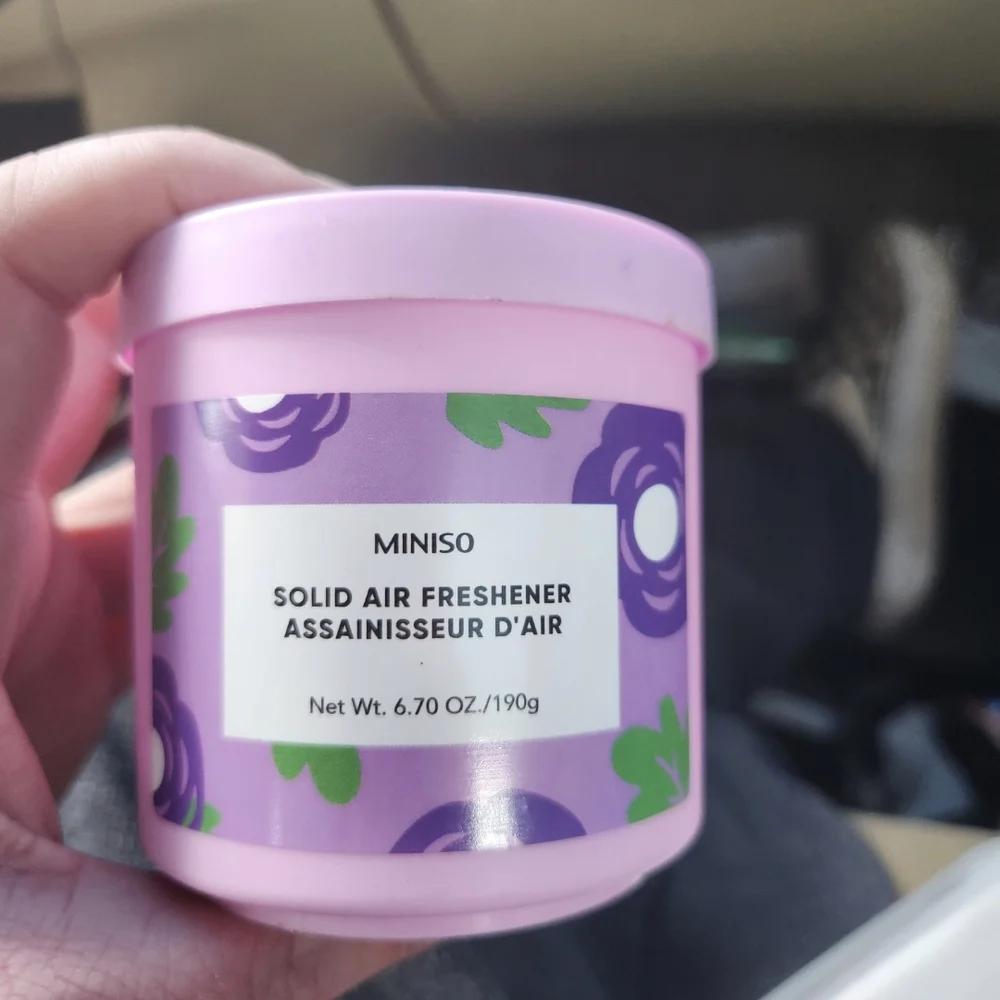 MINISO
SOLID AIR FRESHENER
ASSAINISSEUR D'AIR
Net Wt. 6.70 OZ./190g